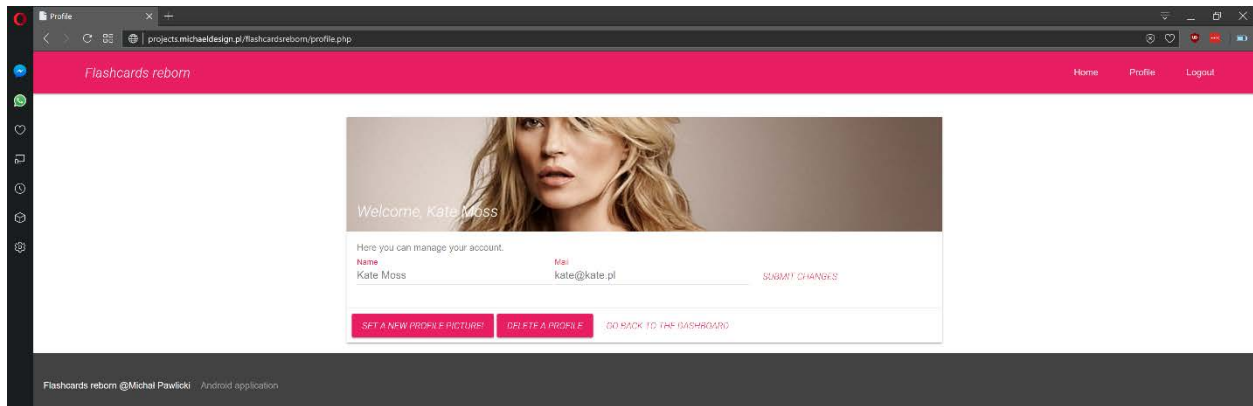 Profile
projects.michaeldesign.pl/flashcardsreborn/profile.php
Flashcards reborn
Home Profile Logout
Welcome, Kate Moss
Here you can manage your account.
Name Mail
Kate Moss kate@kate.pl SUBMIT CHANGES
SET A NEW PROFILE PICTURE! DELETE A PROFILE GO BACK TO THE DASHBOARD
Flashcards reborn @Michał Pawlicki Android application